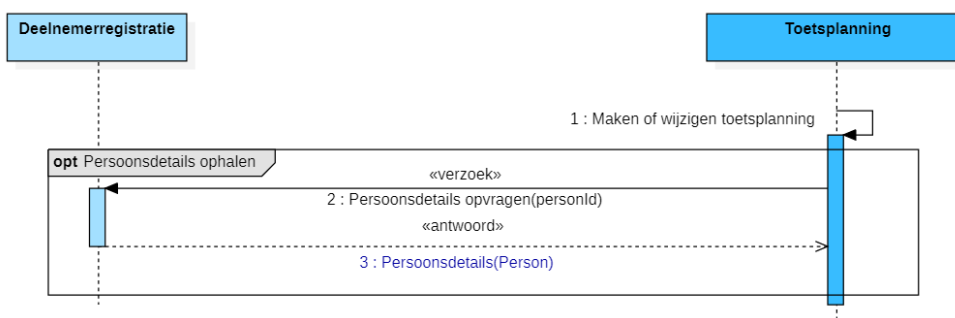 Deelnemerregistratie
Toetsplanning
1 : Maken of wijzigen toetsplanning
opt Persoonsdetails ophalen
«verzoek»
2 : Persoonsdetails opvragen(personId)
«antwoord»
3 : Persoonsdetails(Person)